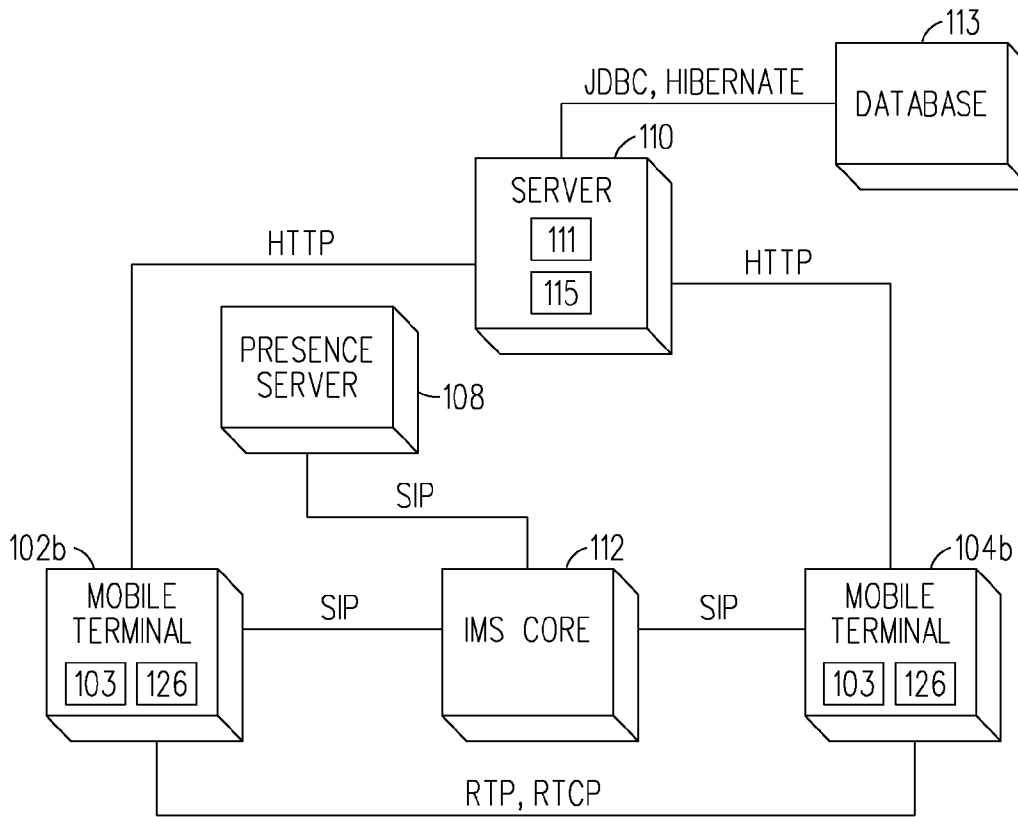 113
JDBC, HIBERNATE
DATABASE
110
SERVER
111
115
HTTP
HTTP
PRESENCE
SERVER
108
SIP
102b
112
104b
MOBILE
TERMINAL
103 126
SIP
IMS CORE
SIP
MOBILE
TERMINAL
103 126
RTP, RTCP